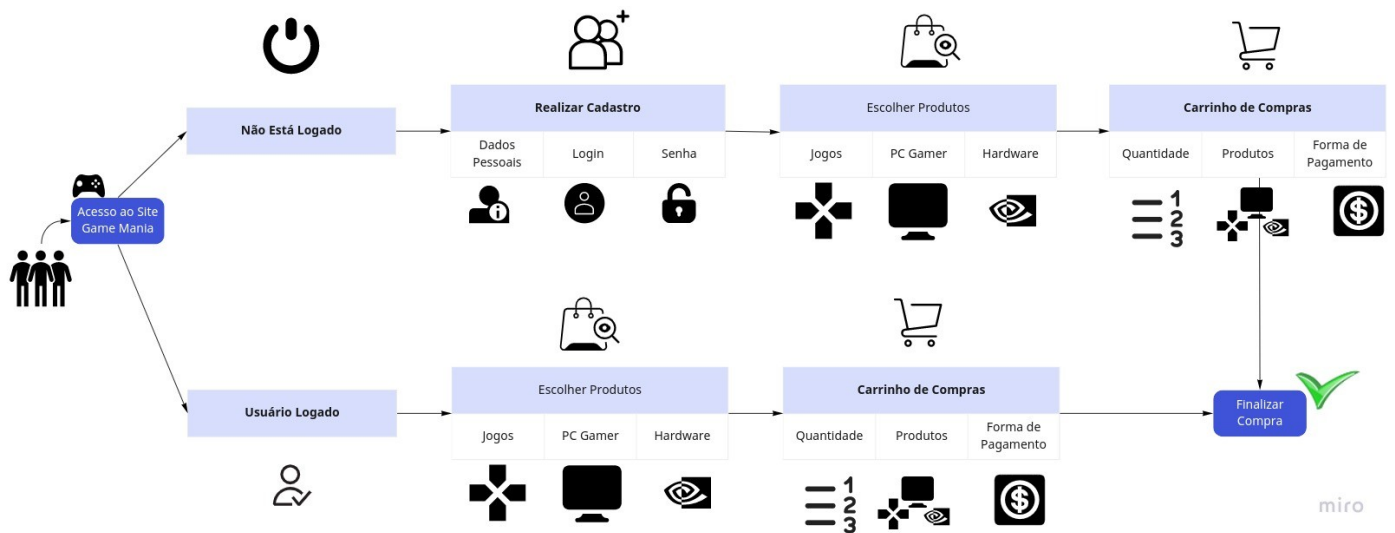 Não Está Logado
Realizar Cadastro
Dados
Pessoais
Login
Senha
Escolher Produtos
Jogos
PC Gamer
Hardware
Carrinho de Compras
Quantidade
Produtos
Forma de
Pagamento
1
2
3
Acesso ao Site
Game Mania
Usuário Logado
Escolher Produtos
Jogos
PC Gamer
Hardware
Carrinho de Compras
Quantidade
Produtos
Forma de
Pagamento
1
2
3
Finalizar
Compra
miro